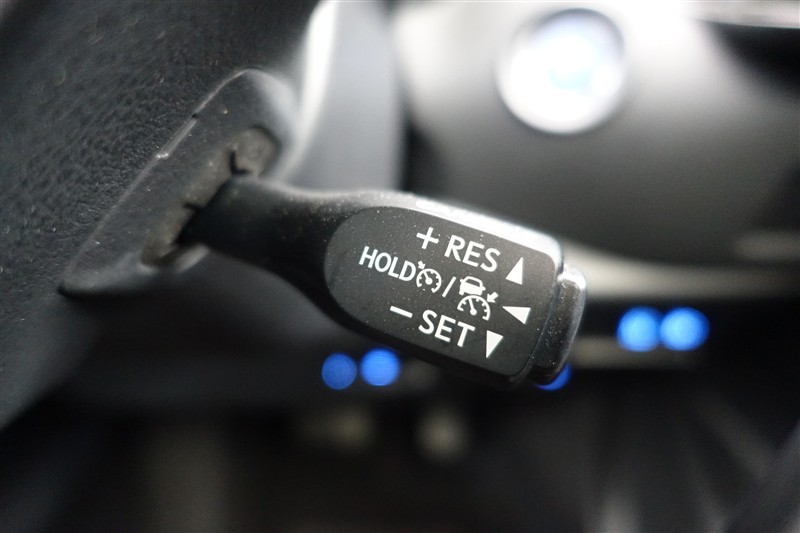 + RES ▲
HOLD /
- SET ▼